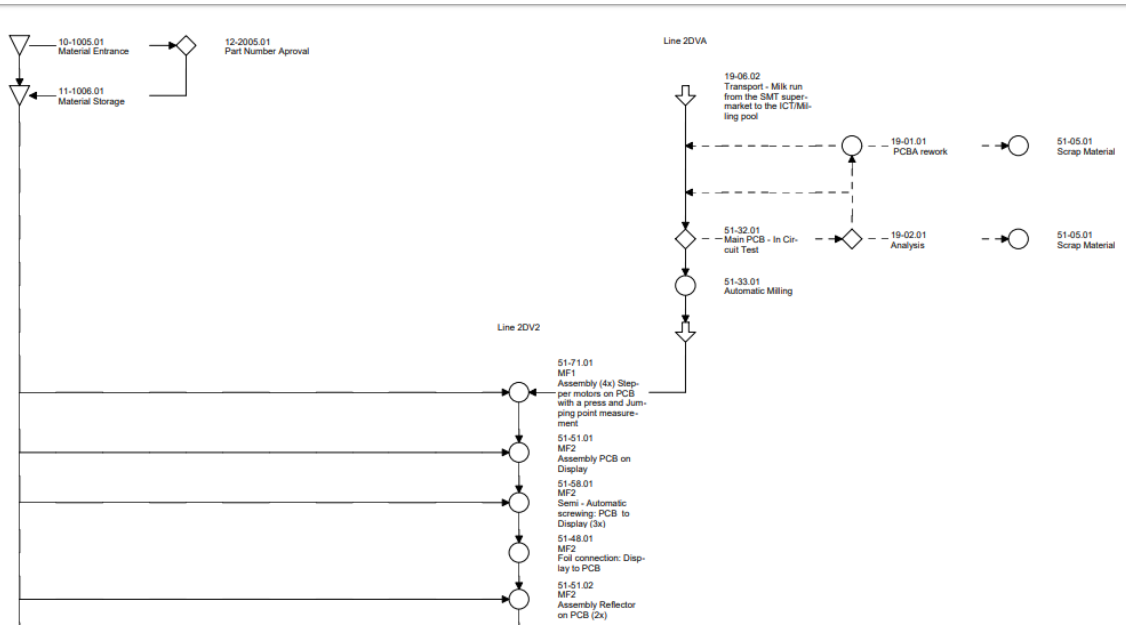 10-1005.01
Material Entrance
12-2005.01
Part Number Aproval
11-1006.01
Material Storage
Line 2DVA
19-06.02
Transport - Milk run
from the SMT super-
market to the ICT/Mil-
ling pool
19-01.01
PCBA rework
51-05.01
Scrap Material
51-32.01
Main PCB - In Cir-
cuit Test
19-02.01
Analysis
51-05.01
Scrap Material
51-33.01
Automatic Milling
Line 2DV2
51-71.01
MF1
Assembly (4x) Step-
per motors on PCB
with a press and Jum-
ping point measure-
ment
51-51.01
MF2
Assembly PCB on
Display
51-58.01
MF2
Semi - Automatic
screwing: PCB to
Display (3x)
51-48.01
MF2
Foil connection: Disp-
lay to PCB
51-51.02
MF2
Assembly Reflector
on PCB (2x)